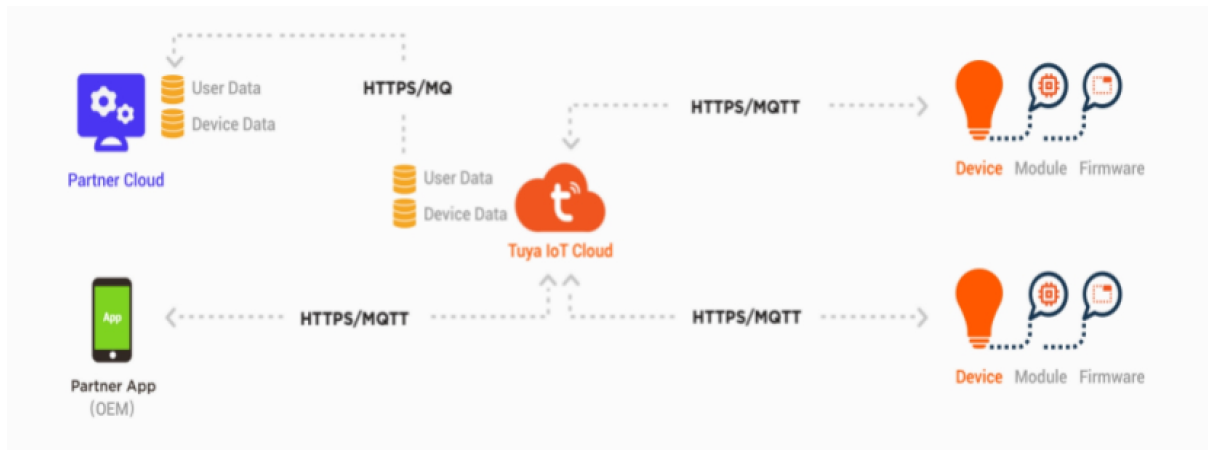 User Data
HTTPS/MQ
Device Data
Partner Cloud
HTTPS/MQTT
Device Module Firmware
User Data
Device Data
t
Tuya IoT Cloud
App
HTTPS/MQTT
HTTPS/MQTT
Partner App
(OEM)
Device Module Firmware